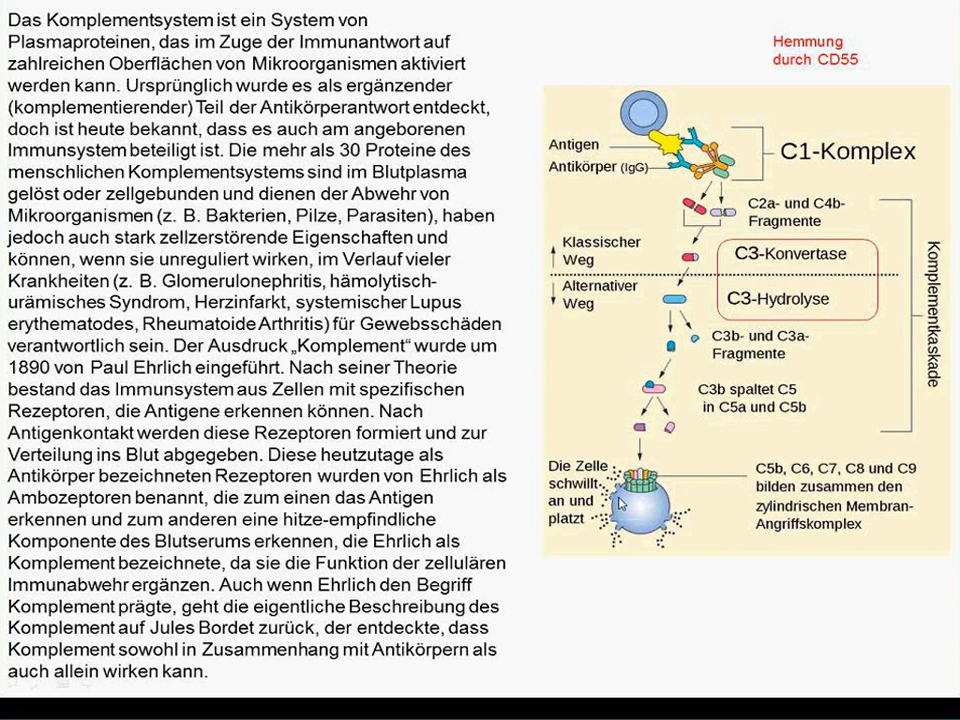 Das Komplementsystem ist ein System von
Plasmaproteinen, das im Zuge der Immunantwort auf
zahlreichen Oberflächen von Mikroorganismen aktiviert
werden kann. Ursprünglich wurde es als ergänzender
(komplementierender) Teil der Antikörperantwort entdeckt,
doch ist heute bekannt, dass es auch am angeborenen
Immunsystem beteiligt ist. Die mehr als 30 Proteine des
menschlichen Komplementsystems sind im Blutplasma
gelöst oder zellgebunden und dienen der Abwehr von
Mikroorganismen (z. B. Bakterien, Pilze, Parasiten), haben
jedoch auch stark zellzerstörende Eigenschaften und
können, wenn sie unreguliert wirken, im Verlauf vieler
Krankheiten (z. B. Glomerulonephritis, hämolytisch-
urämisches Syndrom, Herzinfarkt, systemischer Lupus
erythematodes, Rheumatoide Arthritis) für Gewebsschäden
verantwortlich sein. Der Ausdruck „Komplement“ wurde um
1890 von Paul Ehrlich eingeführt. Nach seiner Theorie
bestand das Immunsystem aus Zellen mit spezifischen
Rezeptoren, die Antigene erkennen können. Nach
Antigenkontakt werden diese Rezeptoren formiert und zur
Verteilung ins Blut abgegeben. Diese heutzutage als
Antikörper bezeichneten Rezeptoren wurden von Ehrlich als
Ambozeptoren benannt, die zum einen das Antigen
erkennen und zum anderen eine hitze-empfindliche
Komponente des Blutserums erkennen, die Ehrlich als
Komplement bezeichnete, da sie die Funktion der zellulären
Immunabwehr ergänzen. Auch wenn Ehrlich den Begriff
Komplement prägte, geht die eigentliche Beschreibung des
Komplement auf Jules Bordet zurück, der entdeckte, dass
Komplement sowohl in Zusammenhang mit Antikörpern als
auch allein wirken kann.
Hemmung
durch CD55
Antigen
Antikörper (IgG)
C1-Komplex
C2a- und C4b-
Fragmente
Klassischer
Weg
C3-Konvertase
Alternativer
Weg
C3-Hydrolyse
C3b- und C3a-
Fragmente
C3b spaltet C5
in C5a und C5b
Komplementkaskade
Die Zelle
schwillt
an und
platzt
C5b, C6, C7, C8 und C9
bilden zusammen den
zylindrischen Membran-
Angriffskomplex